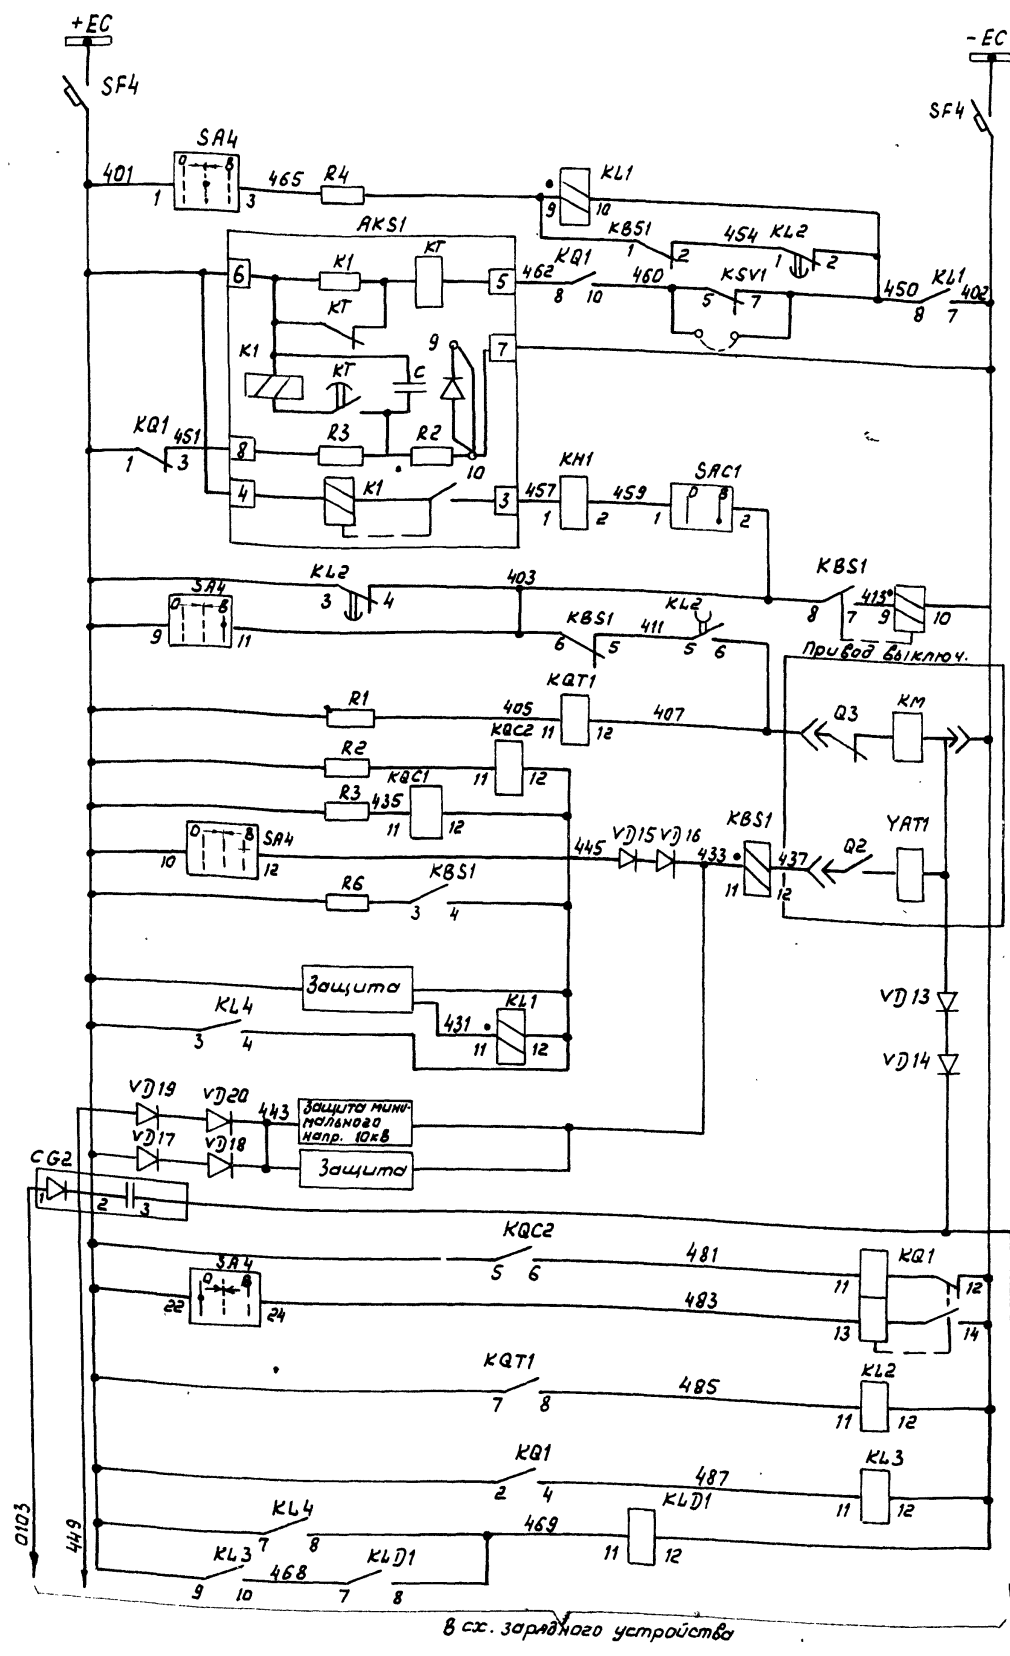 +EC
-EC
SF4
SF4
SA4
O B
401
1
3
465
R4
KL1
9
10
KBS1
1
2
454
KL2
1
2
AKS1
6
K1
KT
5
462
KQ1
8
10
460
KSV1
5
7
450
KL1
8
7
402
KT
K1
KT
C
9
7
KQ1
1
3
451
8
R3
R2
10
4
K1
3
457
KH1
1
2
459
SAC1
O B
1
2
KL2
3
4
403
KBS1
8
7
413
9
10
SA4
O B
9
11
KBS1
6
5
411
KL2
5
6
Привод выключ.
R1
405
KQT1
11
12
407
Q3
KM
R2
KQC2
11
12
R3
435
KQC1
11
12
SA4
O B
10
12
445
VD15
VD16
433
KBS1
11
12
437
Q2
YAT1
R6
KBS1
3
4
Защита
KL4
3
4
431
KL1
11
12
VD13
VD14
VD19
VD20
443
Защита мини-
мального
напр. 10кв
VD17
VD18
Защита
CG2
1
2
3
KQC2
5
6
481
KQ1
11
12
SA4
O B
22
24
483
13
14
KQT1
7
8
485
KL2
11
12
KQ1
2
4
487
KL3
11
12
KL4
7
8
469
KLD1
11
12
KL3
9
10
468
KLD1
7
8
0103
449
в сх. зарядного устройства